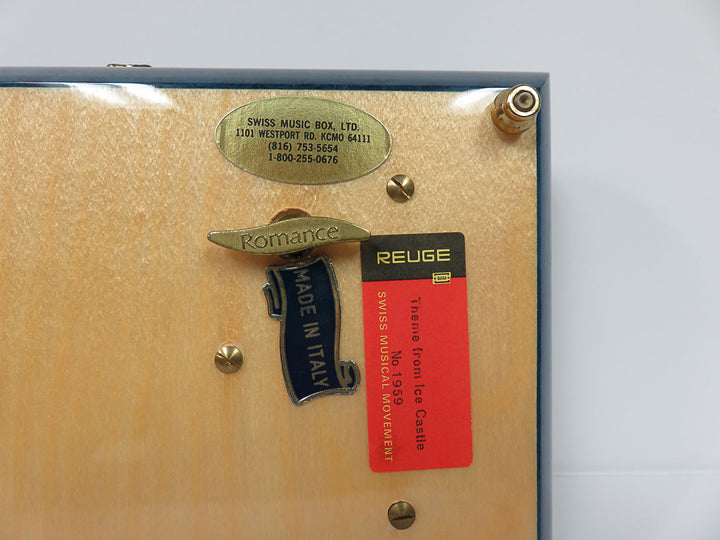 SWISS MUSIC BOX, LTD.
1101 WESTPORT RD. KCMO 64111
(816) 753-5654
1-800-255-0676
Romance
MADE IN ITALY
REUGE
Theme from Ice Castle
No 1959
SWISS MUSICAL MOVEMENT